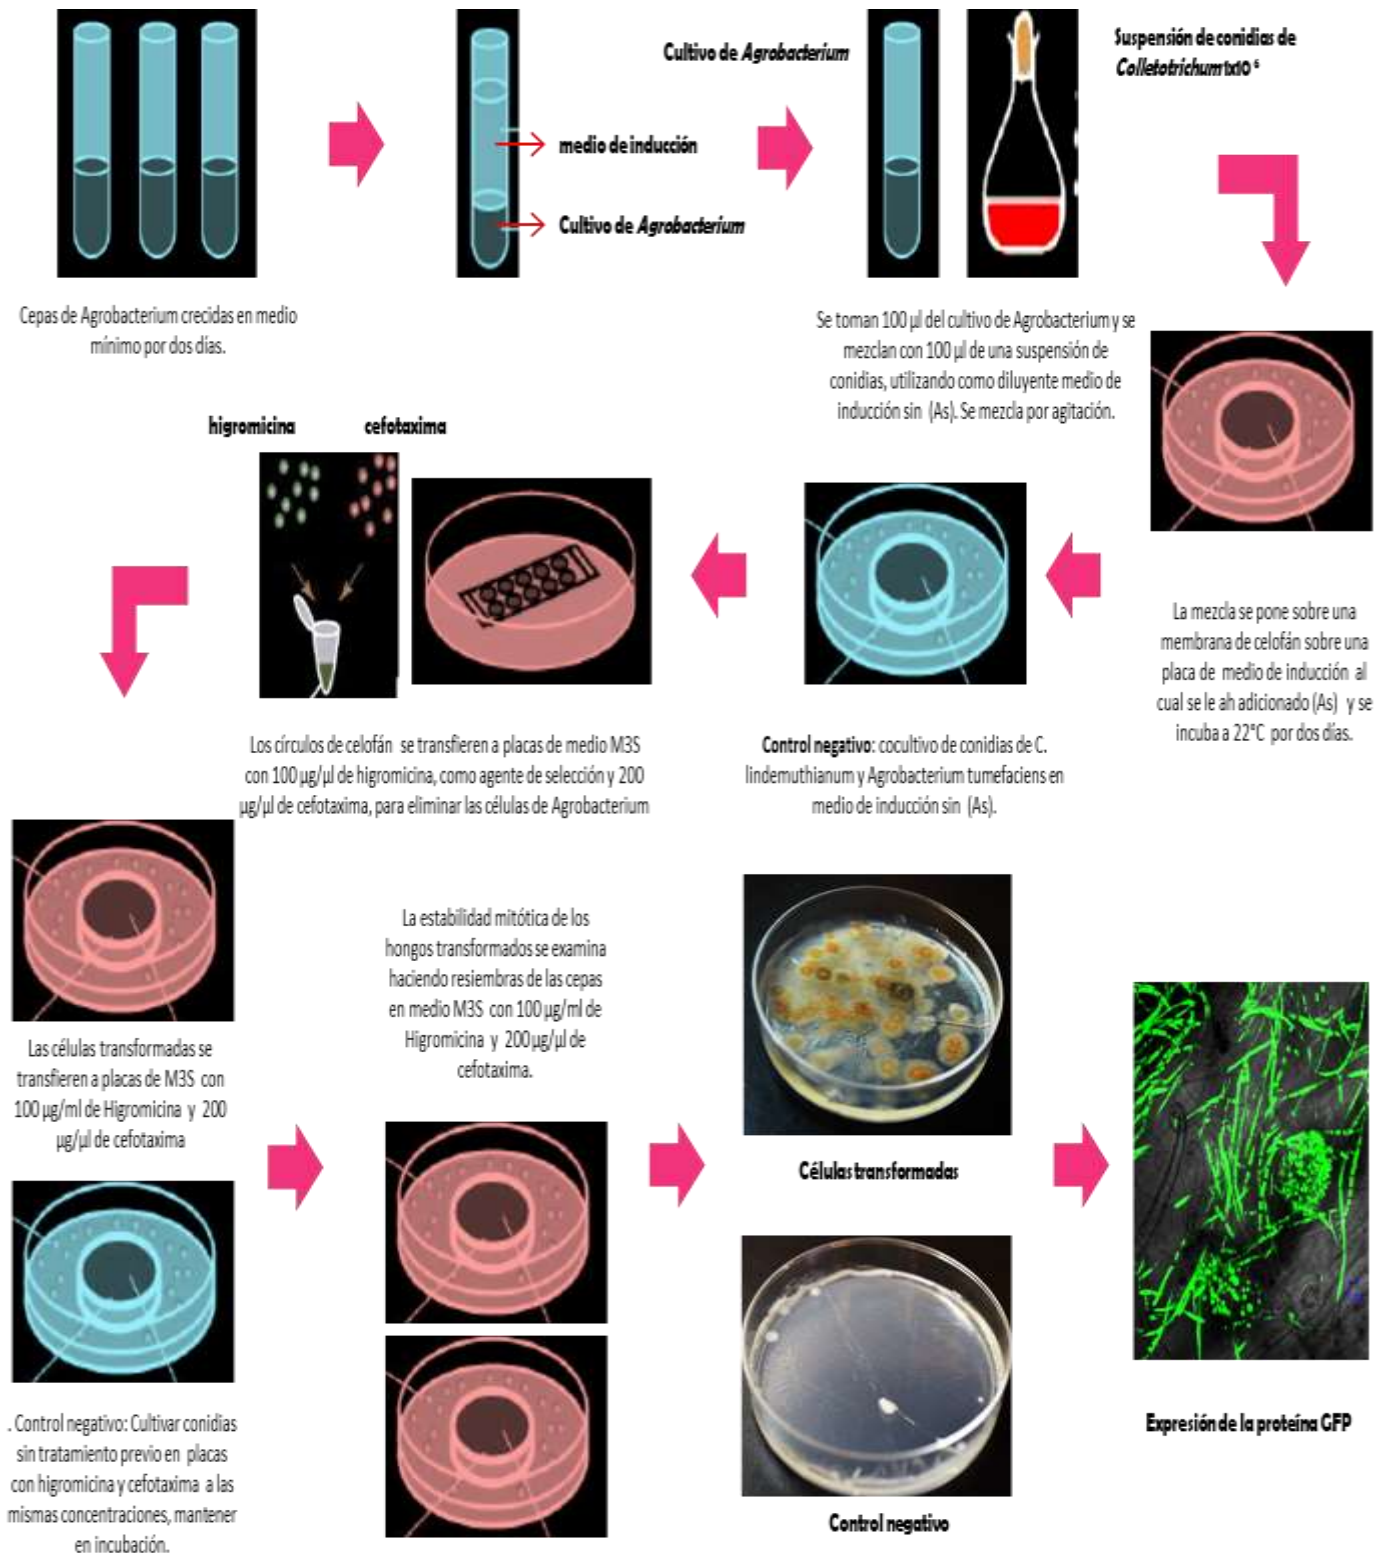 Cultivo de Agrobacterium
Suspensión de conidias de
Colletotrichum 1x10 ⁶
medio de inducción
Cultivo de Agrobacterium
Cepas de Agrobacterium crecidas en medio
mínimo por dos días.
Se toman 100 µl del cultivo de Agrobacterium y se
mezclan con 100 µl de una suspensión de
conidias, utilizando como diluyente medio de
inducción sin (As). Se mezcla por agitación.
La mezcla se pone sobre una
membrana de celofán sobre una
placa de medio de inducción al
cual se le ah adicionado (As) y se
incuba a 22°C por dos días.
Control negativo: cocultivo de conidias de C.
lindemuthianum y Agrobacterium tumefaciens en
medio de inducción sin (As).
higromicina
cefotaxima
Los círculos de celofán se transfieren a placas de medio M3S
con 100 µg/µl de higromicina, como agente de selección y 200
µg/µl de cefotaxima, para eliminar las células de Agrobacterium
Las células transformadas se
transfieren a placas de M3S con
100 µg/ml de Higromicina y 200
µg/µl de cefotaxima
. Control negativo: Cultivar conidias
sin tratamiento previo en placas
con higromicina y cefotaxima a las
mismas concentraciones, mantener
en incubación.
La estabilidad mitótica de los
hongos transformados se examina
haciendo resiembras de las cepas
en medio M3S con 100 µg/ml de
Higromicina y 200 µg/µl de
cefotaxima.
Células transformadas
Control negativo
Expresión de la proteína GFP